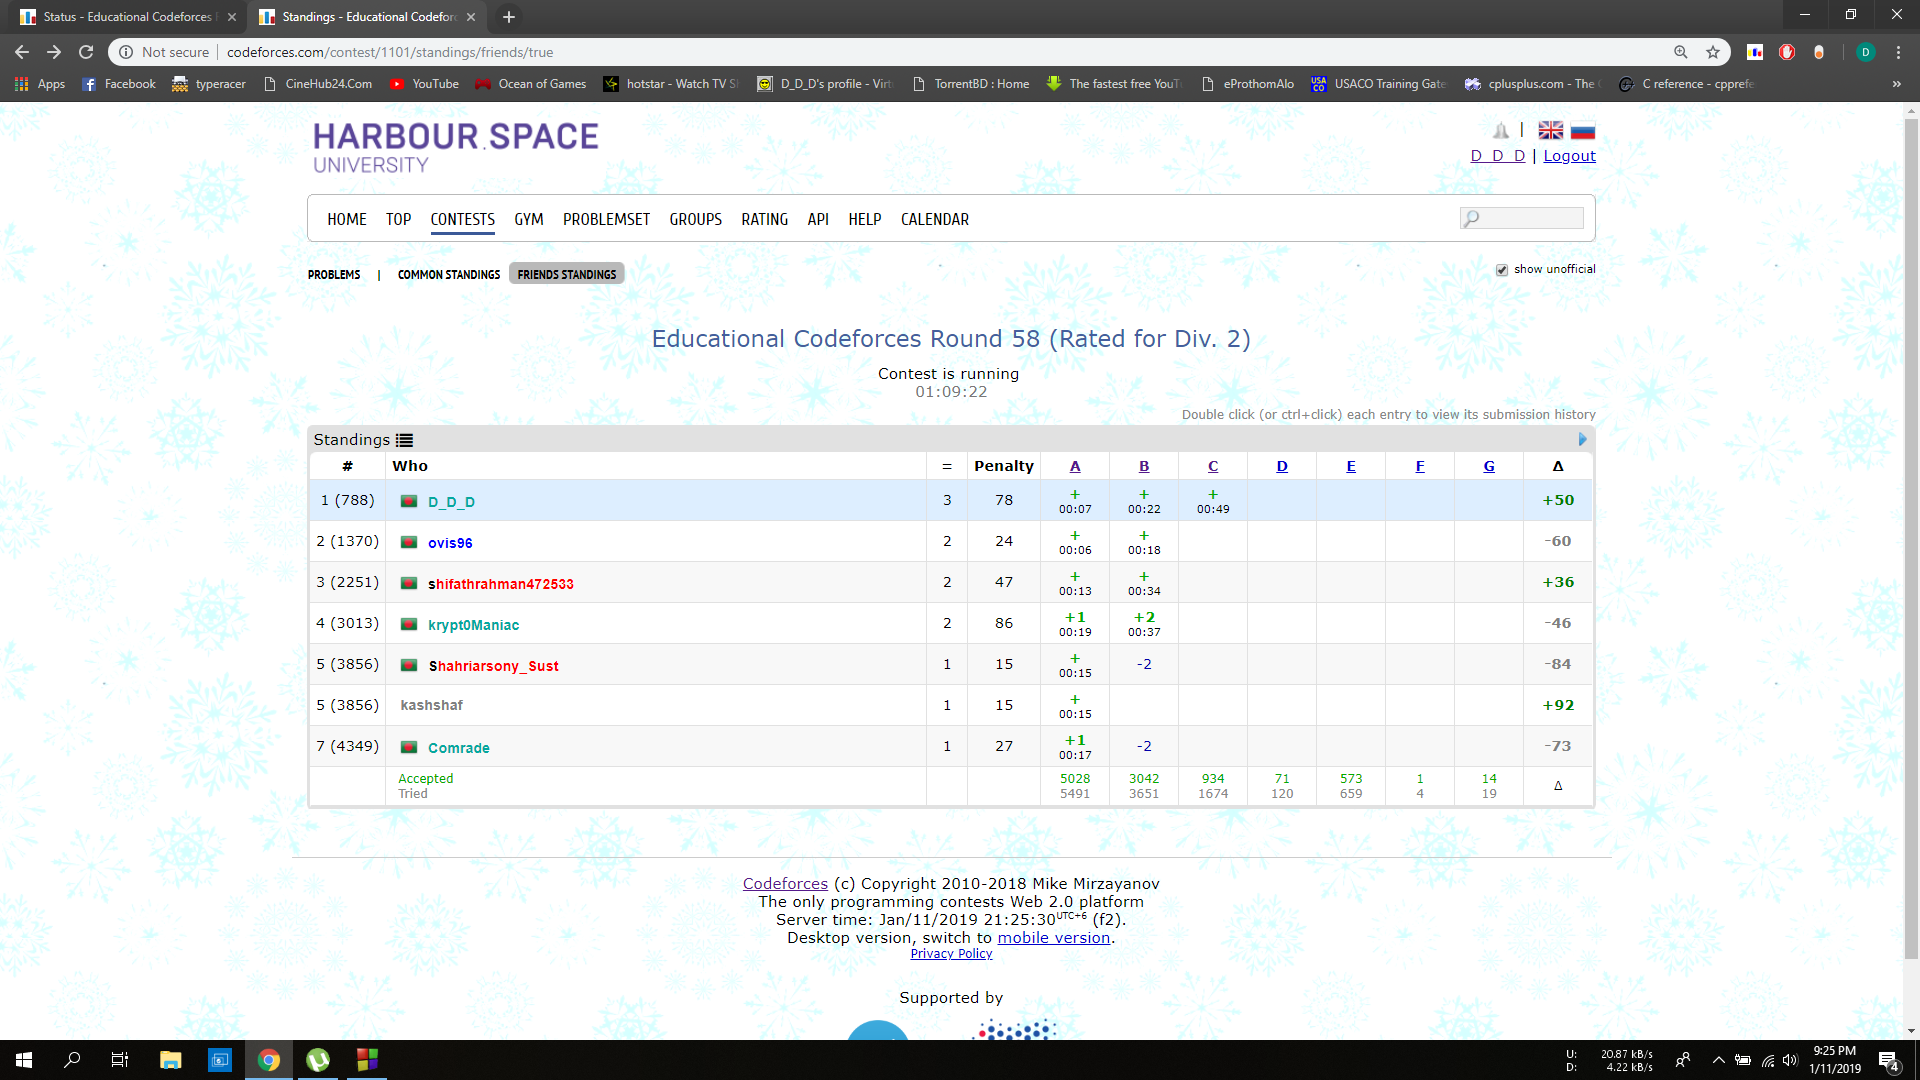 Status - Educational Codeforces
Standings - Educational Codefor
Not secure
codeforces.com/contest/1101/standings/friends/true
D
Apps
Facebook
typeracer
CineHub24.Com
YouTube
Ocean of Games
hotstar - Watch TV
D_D_D's profile - Virt
TorrentBD : Home
The fastest free YouT
eProthomAlo
USACO Training Gate
cplusplus.com - The
C reference - cpprefe
»
HARBOUR.SPACE
UNIVERSITY
D_D_D | Logout
HOME TOP CONTESTS GYM PROBLEMSET GROUPS RATING API HELP CALENDAR
PROBLEMS | COMMON STANDINGS FRIENDS STANDINGS
show unofficial
Educational Codeforces Round 58 (Rated for Div. 2)
Contest is running
01:09:22
Double click (or ctrl+click) each entry to view its submission history
Standings
# Who = Penalty A B C D E F G Δ
1 (788) D_D_D 3 78 + + + +50
00:07 00:22 00:49
2 (1370) ovis96 2 24 + + -60
00:06 00:18
3 (2251) shifathrahman472533 2 47 + + +36
00:13 00:34
4 (3013) krypt0Maniac 2 86 +1 +2 -46
00:19 00:37
5 (3856) Shahriarsony_Sust 1 15 + -2 -84
00:15
5 (3856) kashshaf 1 15 + +92
00:15
7 (4349) Comrade 1 27 +1 -2 -73
00:17
Accepted 5028 3042 934 71 573 1 14 Δ
Tried 5491 3651 1674 120 659 4 19
Codeforces (c) Copyright 2010-2018 Mike Mirzayanov
The only programming contests Web 2.0 platform
Server time: Jan/11/2019 21:25:30UTC+6 (f2).
Desktop version, switch to mobile version.
Privacy Policy
Supported by
U: 20.87 kB/s
D: 4.22 kB/s
9:25 PM
1/11/2019
4